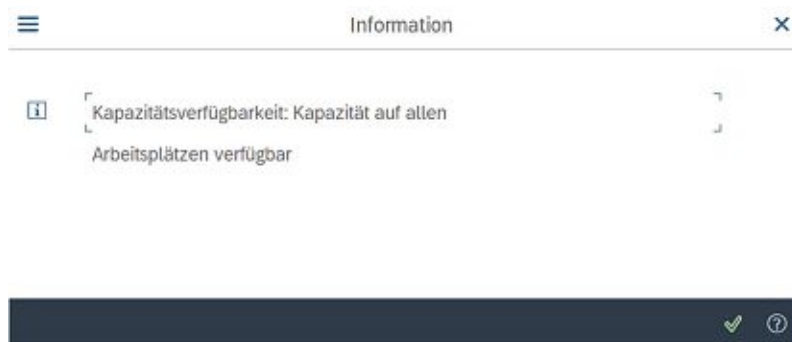 Information
Kapazitätsverfügbarkeit: Kapazität auf allen
Arbeitsplätzen verfügbar